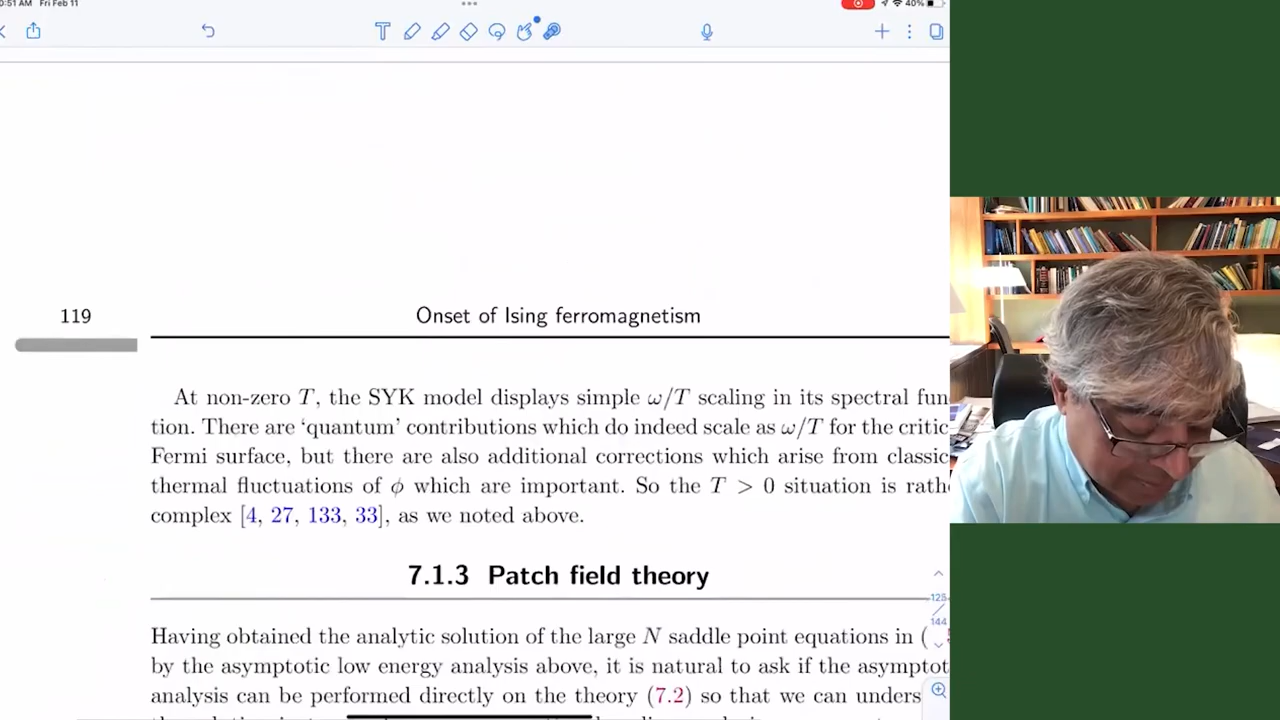 0:51 AM Fri Feb 11
40%
119
Onset of Ising ferromagnetism
At non-zero T, the SYK model displays simple ω/T scaling in its spectral fun
tion. There are ‘quantum’ contributions which do indeed scale as ω/T for the critic
Fermi surface, but there are also additional corrections which arise from classic
thermal fluctuations of ϕ which are important. So the T > 0 situation is rath
complex [4, 27, 133, 33], as we noted above.
7.1.3 Patch field theory
125
144
Having obtained the analytic solution of the large N saddle point equations in (
by the asymptotic low energy analysis above, it is natural to ask if the asymptot
analysis can be performed directly on the theory (7.2) so that we can unders